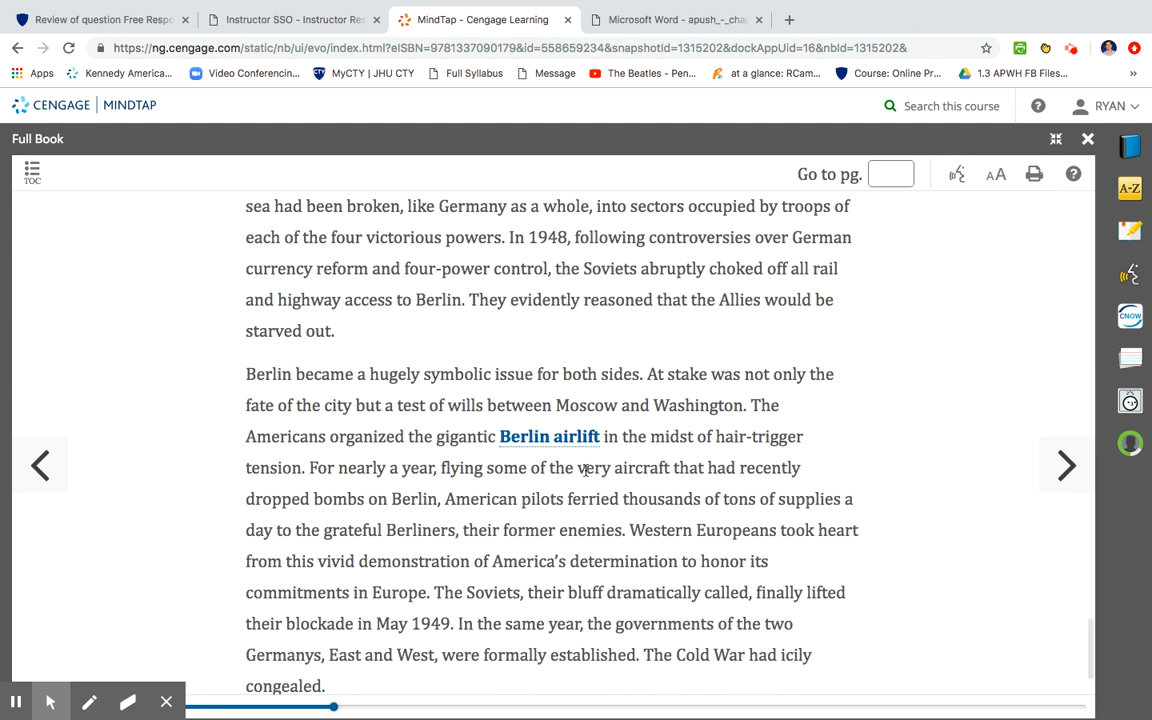 Review of question Free Respo
Instructor SSO - Instructor Res
MindTap - Cengage Learning
Microsoft Word - apush_-_cha
https://ng.cengage.com/static/nb/ui/evo/index.html?eISBN=9781337090179&id=558659234&snapshotId=1315202&dockAppUid=16&nbId=1315202&
Apps
Kennedy America...
Video Conferencin...
CTY
MyCTY | JHU CTY
Full Syllabus
Message
The Beatles - Pen...
at a glance: RCam...
Course: Online Pr...
1.3 APWH FB Files...
»
CENGAGE | MINDTAP
Search this course
RYAN
Full Book
TOC
Go to pg.
AA
A-Z
CNOW
sea had been broken, like Germany as a whole, into sectors occupied by troops of
each of the four victorious powers. In 1948, following controversies over German
currency reform and four-power control, the Soviets abruptly choked off all rail
and highway access to Berlin. They evidently reasoned that the Allies would be
starved out.
Berlin became a hugely symbolic issue for both sides. At stake was not only the
fate of the city but a test of wills between Moscow and Washington. The
Americans organized the gigantic Berlin airlift in the midst of hair-trigger
tension. For nearly a year, flying some of the very aircraft that had recently
dropped bombs on Berlin, American pilots ferried thousands of tons of supplies a
day to the grateful Berliners, their former enemies. Western Europeans took heart
from this vivid demonstration of America's determination to honor its
commitments in Europe. The Soviets, their bluff dramatically called, finally lifted
their blockade in May 1949. In the same year, the governments of the two
Germanys, East and West, were formally established. The Cold War had icily
congealed.